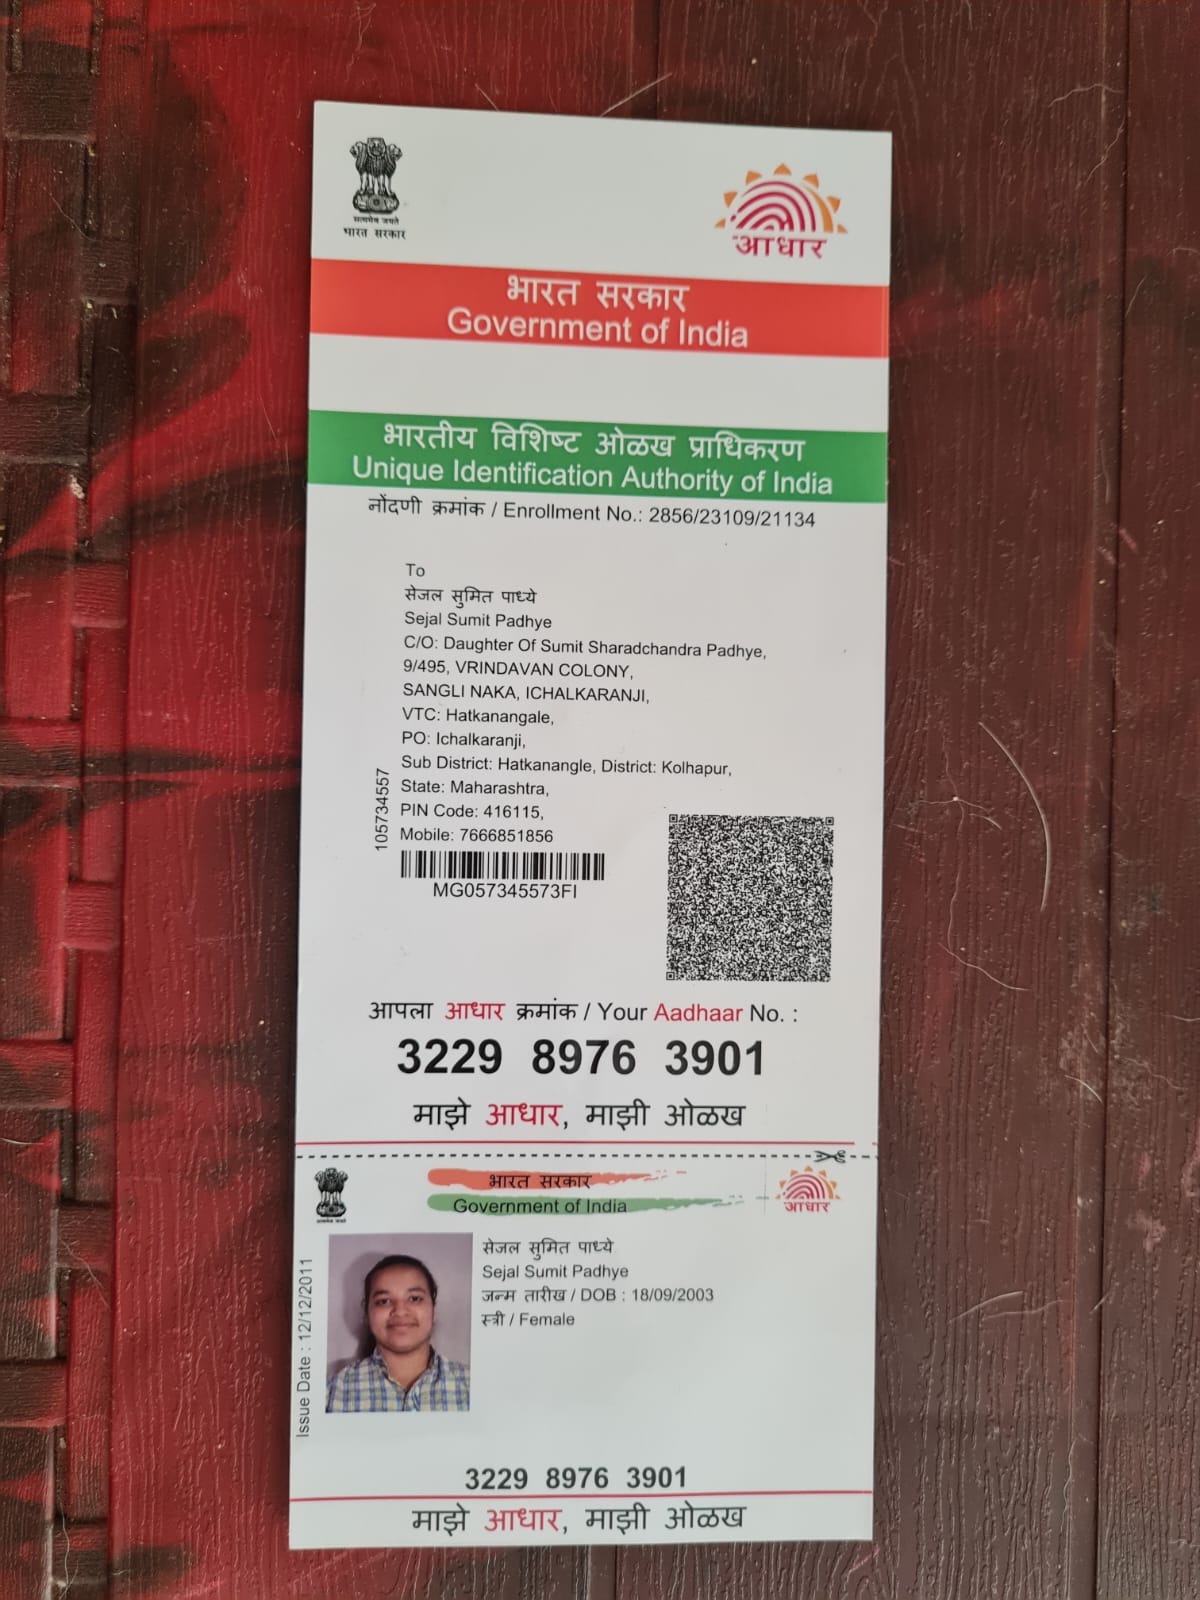 सत्यमेव जयते
भारत सरकार
आधार
भारत सरकार
Government of India
भारतीय विशिष्ट ओळख प्राधिकरण
Unique Identification Authority of India
नोंदणी क्रमांक / Enrollment No.: 2856/23109/21134
To
सेजल सुमित पाध्ये
Sejal Sumit Padhye
C/O: Daughter Of Sumit Sharadchandra Padhye,
9/495, VRINDAVAN COLONY,
SANGLI NAKA, ICHALKARANJI,
VTC: Hatkanangale,
PO: Ichalkaranji,
Sub District: Hatkanangle, District: Kolhapur,
State: Maharashtra,
PIN Code: 416115,
Mobile: 7666851856
105734557
MG057345573FI
आपला आधार क्रमांक / Your Aadhaar No. :
3229 8976 3901
माझे आधार, माझी ओळख
भारत सरकार
Government of India
आधार
सेजल सुमित पाध्ये
Sejal Sumit Padhye
जन्म तारीख / DOB : 18/09/2003
स्त्री / Female
Issue Date : 12/12/2011
3229 8976 3901
माझे आधार, माझी ओळख